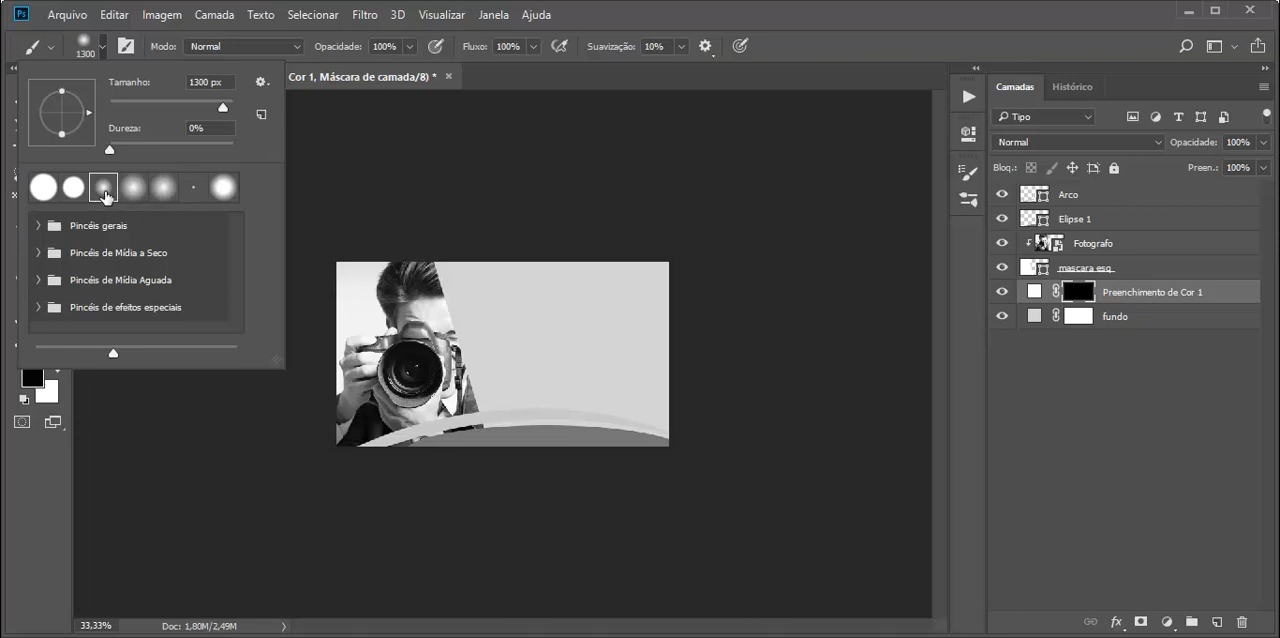 Ps Arquivo Editar Imagem Camada Texto Selecionar Filtro 3D Visualizar Janela Ajuda
1300 Modo: Normal Opacidade: 100% Fluxo: 100% Suavização: 10%
Cor 1, Máscara de camada/8) * ×
Tamanho: 1300 px
Dureza: 0%
Pincéis gerais
Pincéis de Mídia a Seco
Pincéis de Mídia Aguada
Pincéis de efeitos especiais
Camadas Histórico
Tipo
Normal Opacidade: 100%
Bloq.: Preen.: 100%
Arco
Elipse 1
Fotografo
mascara esq
Preenchimento de Cor 1
fundo
33,33% Doc: 1,80M/2,49M
fx